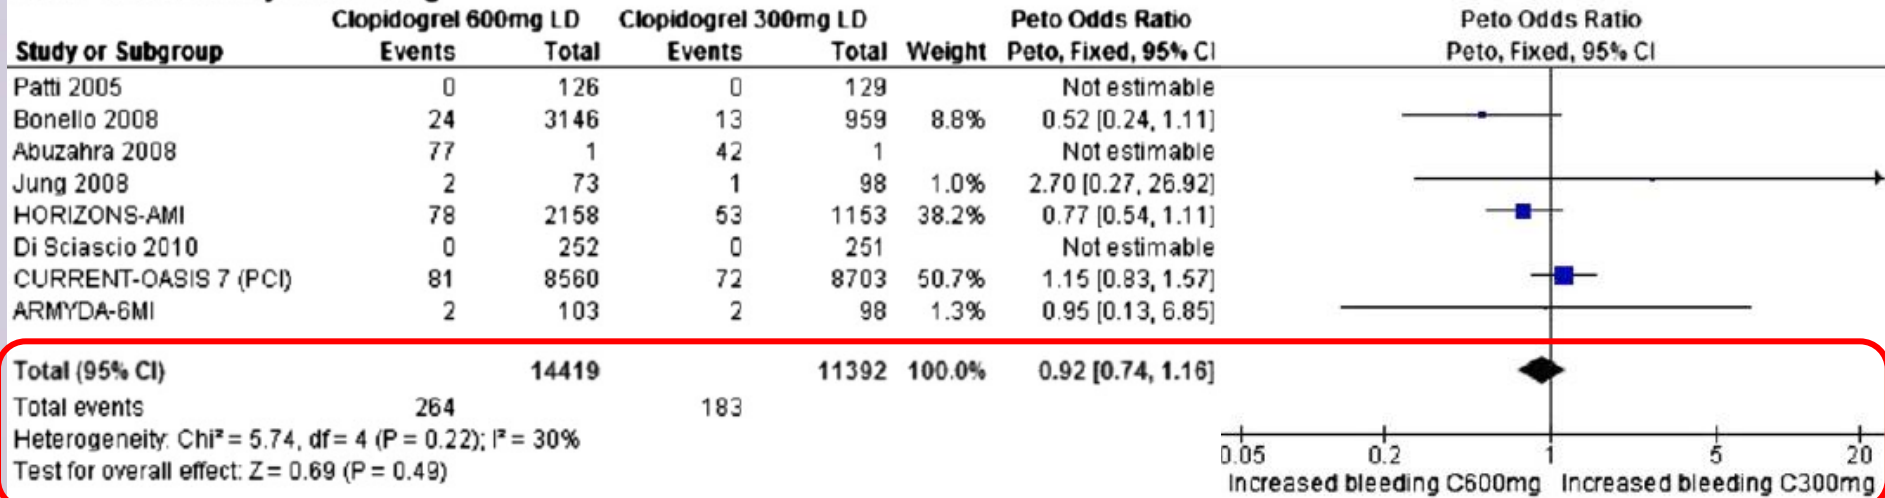 Clopidogrel 600mg LD Clopidogrel 300mg LD Peto Odds Ratio Peto Odds Ratio
Study or Subgroup Events Total Events Total Weight Peto, Fixed, 95% CI Peto, Fixed, 95% CI
Patti 2005 0 126 0 129 Not estimable
Bonello 2008 24 3146 13 959 8.8% 0.52 [0.24, 1.11]
Abuzahra 2008 77 1 42 1 Not estimable
Jung 2008 2 73 1 98 1.0% 2.70 [0.27, 26.92]
HORIZONS-AMI 78 2158 53 1153 38.2% 0.77 [0.54, 1.11]
Di Sciascio 2010 0 252 0 251 Not estimable
CURRENT-OASIS 7 (PCI) 81 8560 72 8703 50.7% 1.15 [0.83, 1.57]
ARMYDA-6MI 2 103 2 98 1.3% 0.95 [0.13, 6.85]
Total (95% CI) 14419 11392 100.0% 0.92 [0.74, 1.16]
Total events 264 183
Heterogeneity: Chi² = 5.74, df = 4 (P = 0.22); I² = 30%
Test for overall effect: Z = 0.69 (P = 0.49)
0.05 0.2 1 5 20
Increased bleeding C600mg Increased bleeding C300mg